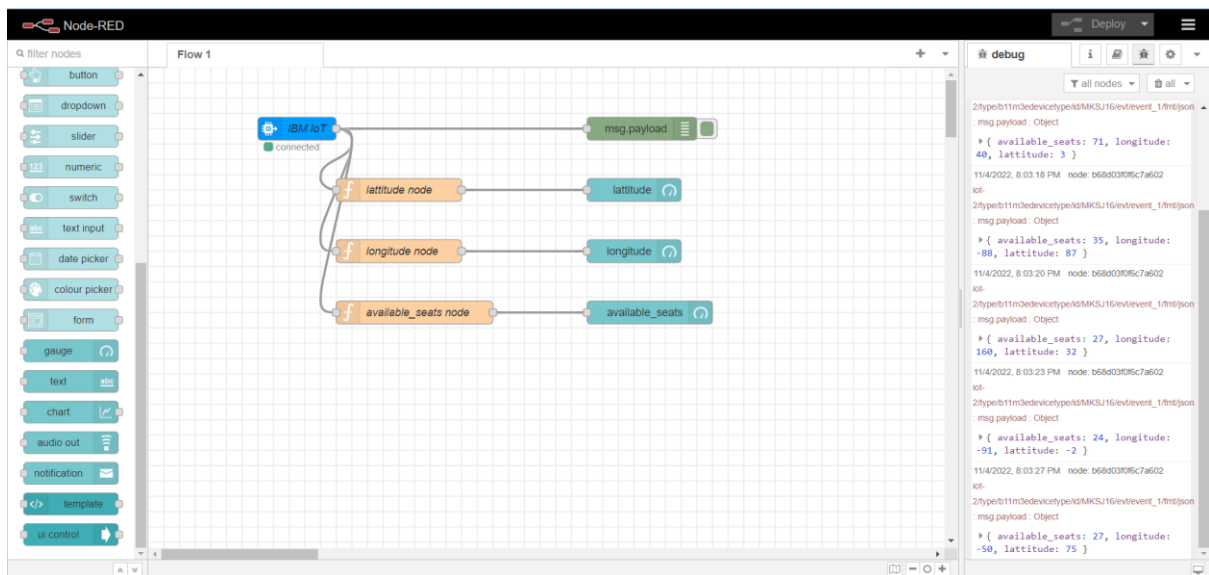 Node-RED
Deploy
filter nodes
Flow 1
debug
i
all nodes
all
button
dropdown
slider
123 numeric
switch
abc text input
date picker
colour picker
form
gauge
text abc
chart
audio out
notification
</> template
ui control
IBM IoT
connected
msg.payload
f lattitude node
lattitude
f longitude node
longitude
f available_seats node
available_seats
2/type/b11m3edevicetype/id/MKSJ16/evt/event_1/fmt/json
: msg.payload : Object
{ available_seats: 71, longitude:
40, lattitude: 3 }
11/4/2022, 8:03:18 PM node: b68d03f0f6c7a602
iot-
2/type/b11m3edevicetype/id/MKSJ16/evt/event_1/fmt/json
: msg.payload : Object
{ available_seats: 35, longitude:
-88, lattitude: 87 }
11/4/2022, 8:03:20 PM node: b68d03f0f6c7a602
iot-
2/type/b11m3edevicetype/id/MKSJ16/evt/event_1/fmt/json
: msg.payload : Object
{ available_seats: 27, longitude:
160, lattitude: 32 }
11/4/2022, 8:03:23 PM node: b68d03f0f6c7a602
iot-
2/type/b11m3edevicetype/id/MKSJ16/evt/event_1/fmt/json
: msg.payload : Object
{ available_seats: 24, longitude:
-91, lattitude: -2 }
11/4/2022, 8:03:27 PM node: b68d03f0f6c7a602
iot-
2/type/b11m3edevicetype/id/MKSJ16/evt/event_1/fmt/json
: msg.payload : Object
{ available_seats: 27, longitude:
-50, lattitude: 75 }